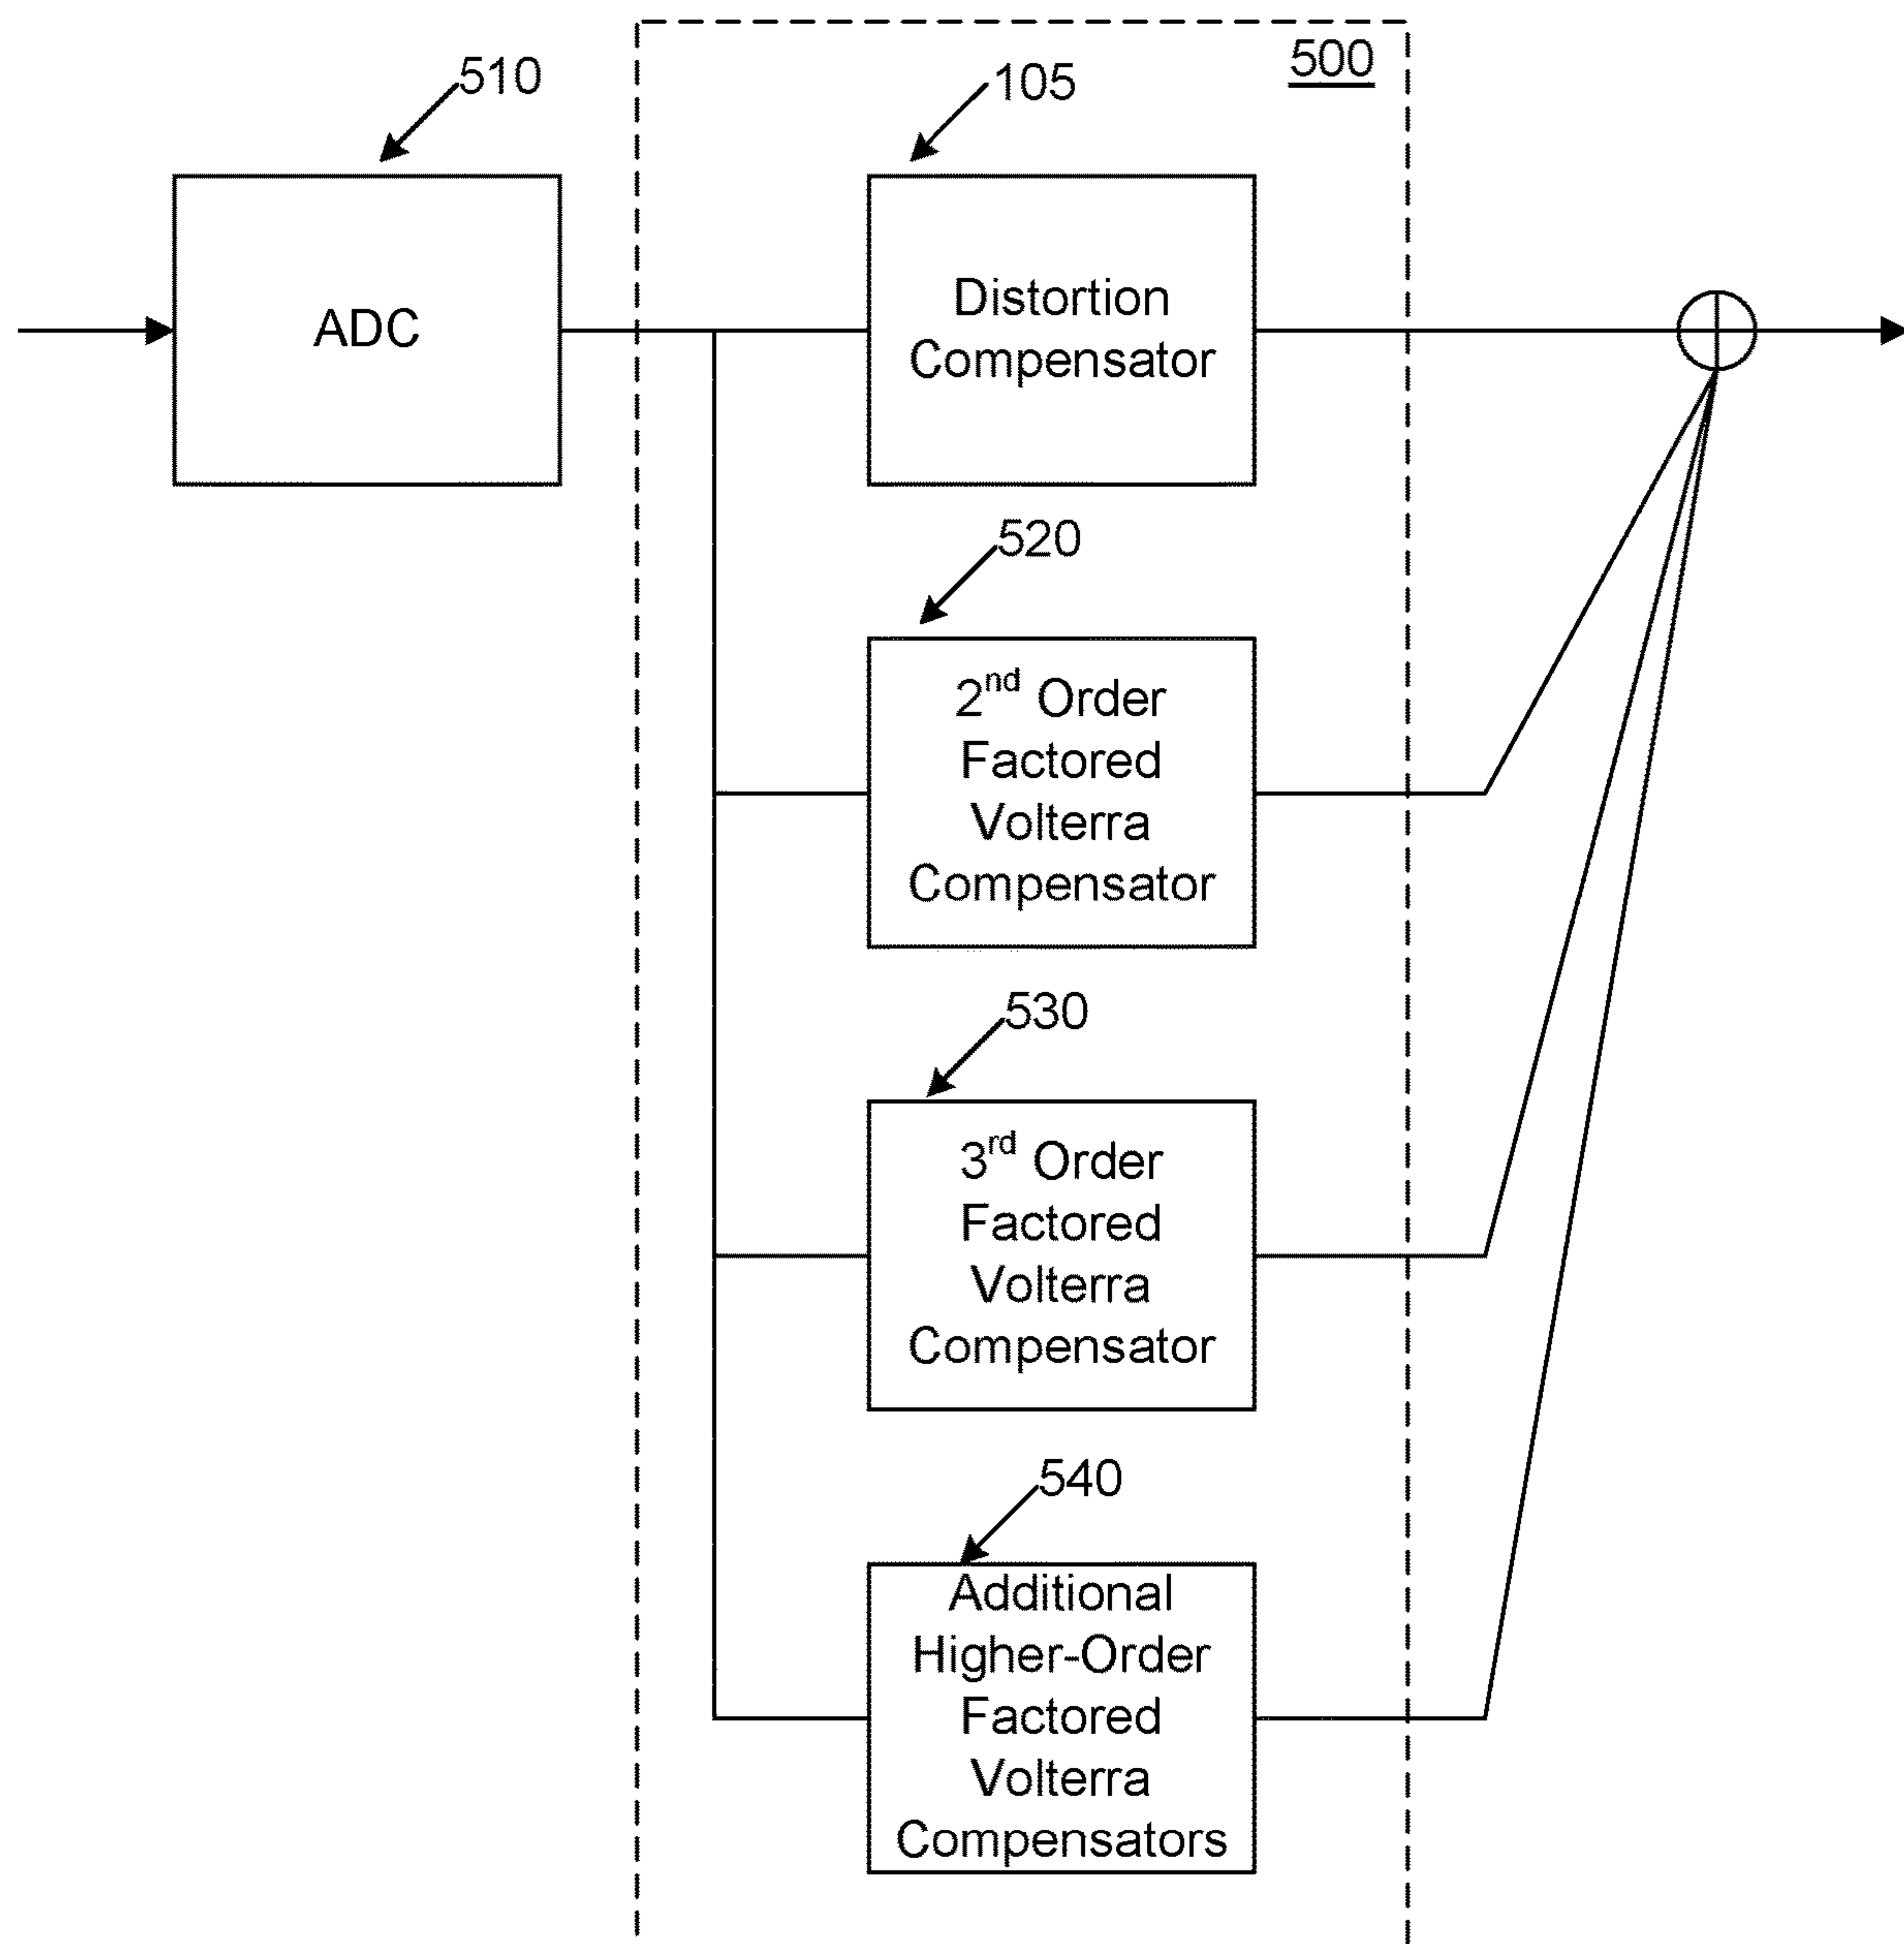 500
510
105
ADC
Distortion
Compensator
520
2nd Order
Factored
Volterra
Compensator
530
3rd Order
Factored
Volterra
Compensator
540
Additional
Higher-Order
Factored
Volterra
Compensators